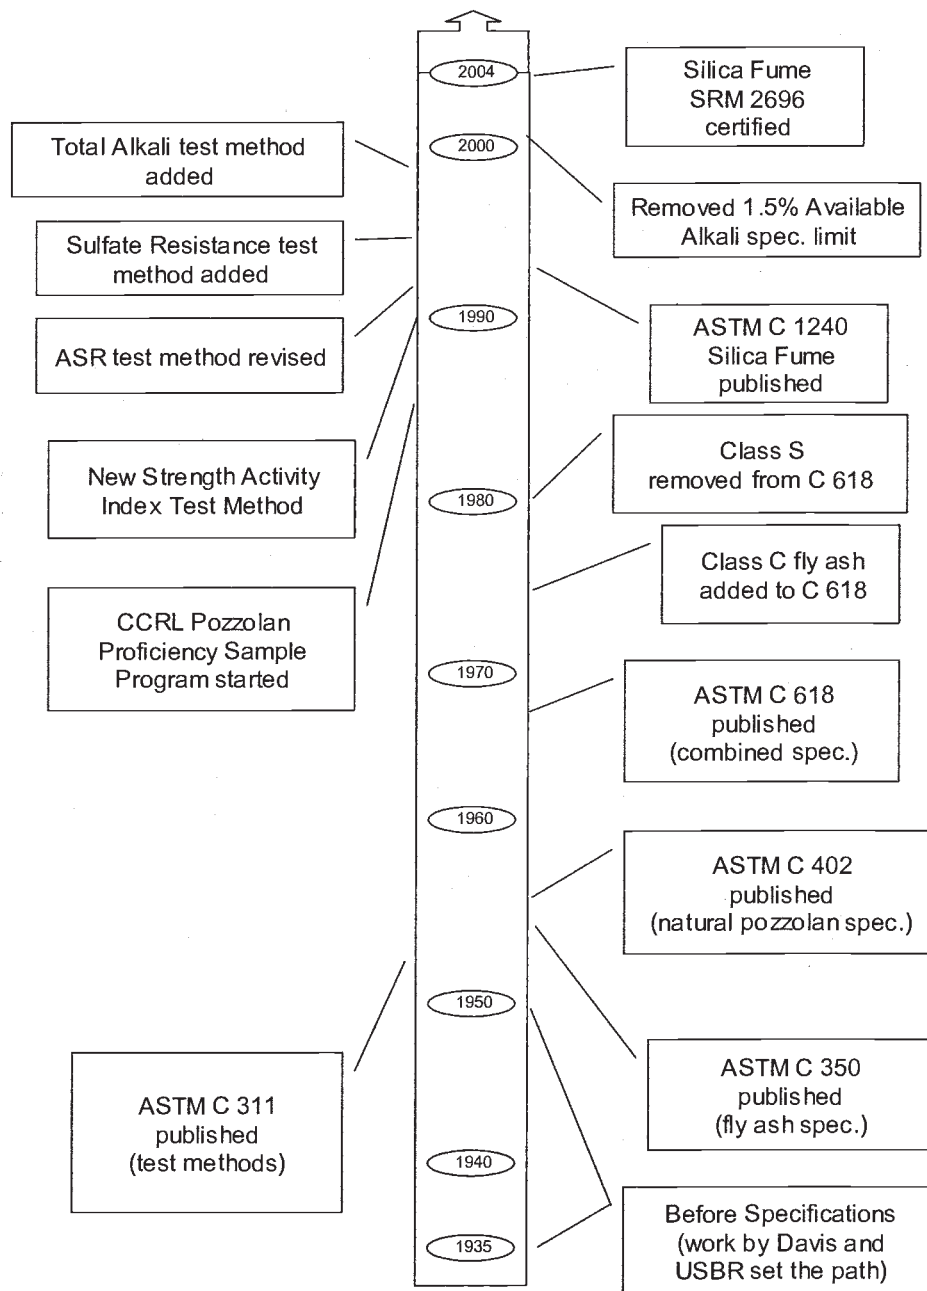 2004
Silica Fume
SRM 2696
certified
Total Alkali test method
added
2000
Removed 1.5% Available
Alkali spec. limit
Sulfate Resistance test
method added
1990
ASTM C 1240
Silica Fume
published
ASR test method revised
New Strength Activity
Index Test Method
Class S
removed from C 618
1980
Class C fly ash
added to C 618
CCRL Pozzolan
Proficiency Sample
Program started
1970
ASTM C 618
published
(combined spec.)
1960
ASTM C 402
published
(natural pozzolan spec.)
1950
ASTM C 311
published
(test methods)
ASTM C 350
published
(fly ash spec.)
1940
1935
Before Specifications
(work by Davis and
USBR set the path)